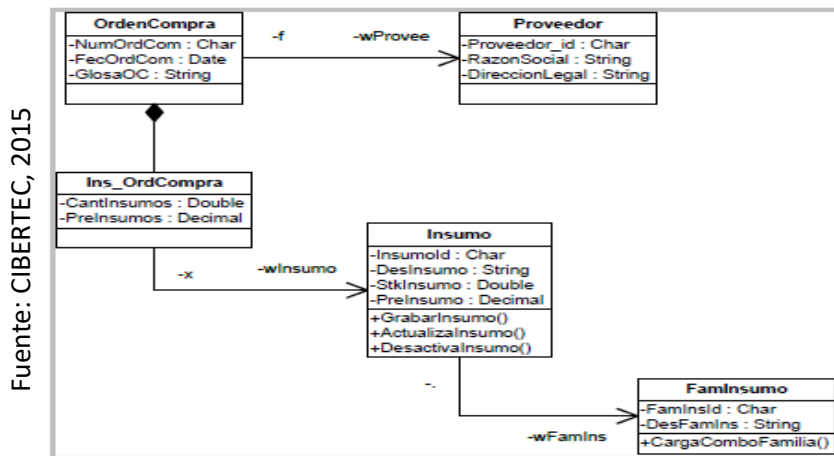 Fuente: CIBERTEC, 2015
OrdenCompra
-NumOrdCom : Char
-FecOrdCom : Date
-GlosaOC : String
-f
-wProvee
Proveedor
-Proveedor_id : Char
-RazonSocial : String
-DireccionLegal : String
Ins_OrdCompra
-CantInsumos : Double
-PreInsumos : Decimal
-x
-wInsumo
Insumo
-InsumoId : Char
-DesInsumo : String
-StkInsumo : Double
-PreInsumo : Decimal
+GrabarInsumo()
+ActualizaInsumo()
+DesactivaInsumo()
-.
-wFamIns
FamInsumo
-FamInsId : Char
-DesFamIns : String
+CargaComboFamilia()